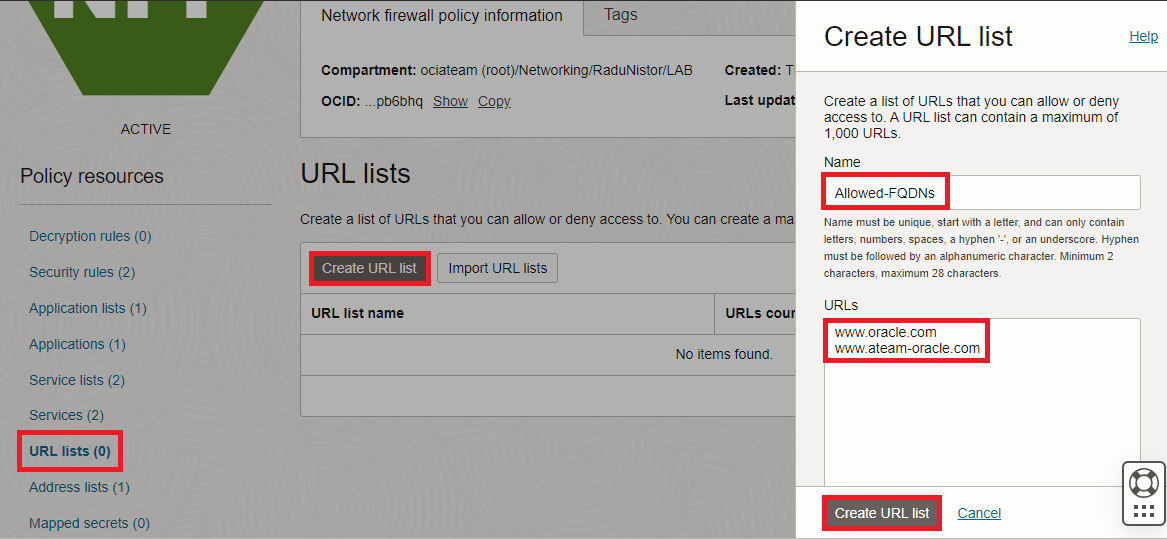 ACTIVE
Policy resources
Decryption rules (0)
Security rules (2)
Application lists (1)
Applications (1)
Service lists (2)
Services (2)
URL lists (0)
Address lists (1)
Mapped secrets (0)
Network firewall policy information
Tags
Compartment: ociateam (root)/Networking/RaduNistor/LAB
Created: T
OCID: ...pb6bhq Show Copy
Last updat
URL lists
Create a list of URLs that you can allow or deny access to. You can create a ma
Create URL list
Import URL lists
URL list name
URLs coun
No items found.
Create URL list
Help
Create a list of URLs that you can allow or deny
access to. A URL list can contain a maximum of
1,000 URLs.
Name
Allowed-FQDNs
Name must be unique, start with a letter, and can only contain
letters, numbers, spaces, a hyphen '-', or an underscore. Hyphen
must be followed by an alphanumeric character. Minimum 2
characters, maximum 28 characters.
URLs
www.oracle.com
www.ateam-oracle.com
Create URL list
Cancel